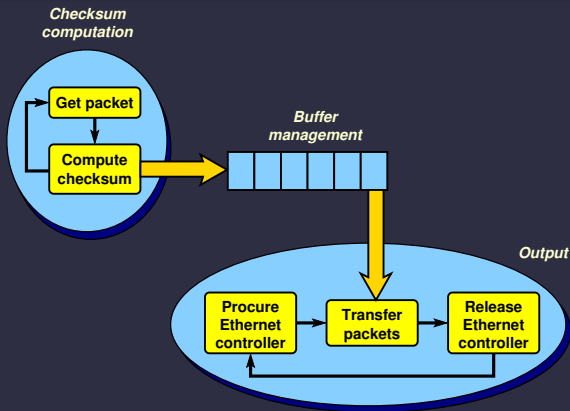 Checksum
computation
Get packet
Compute
checksum
Buffer
management
Output
Procure
Ethernet
controller
Transfer
packets
Release
Ethernet
controller